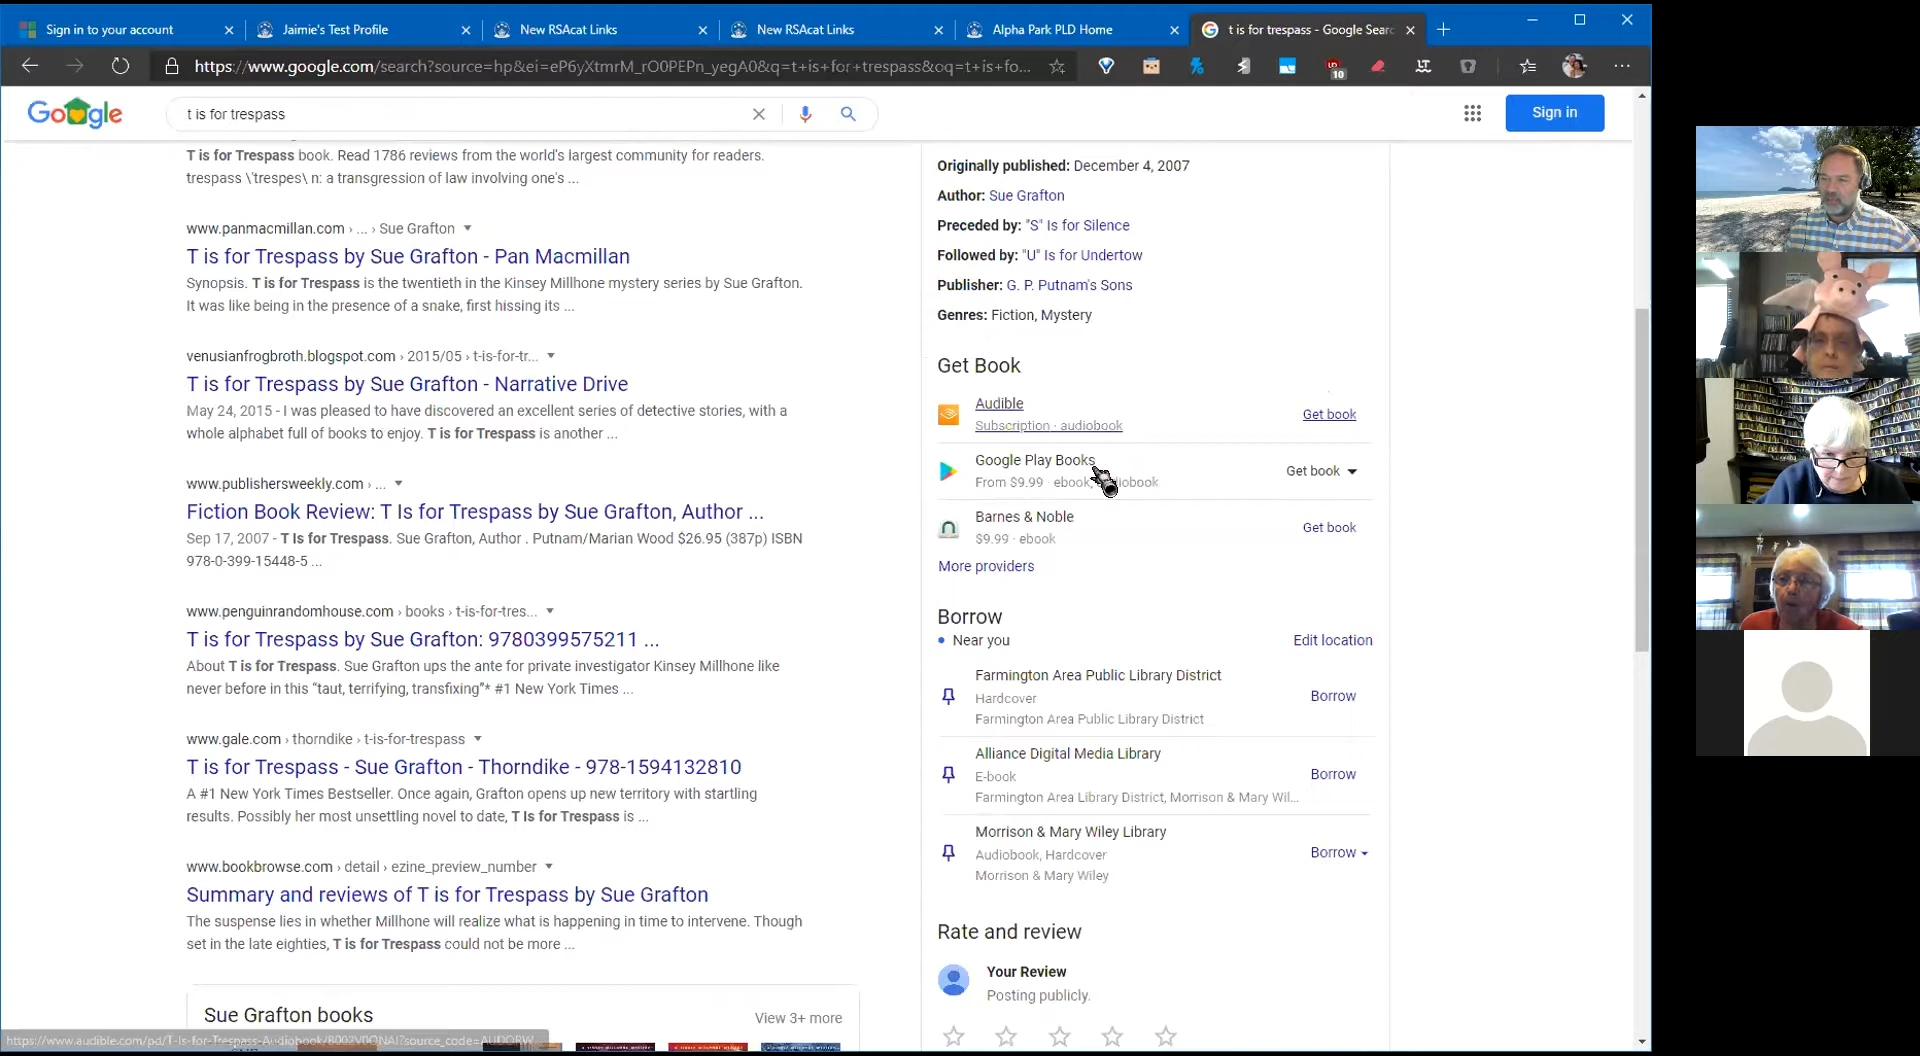 Sign in to your account
Jaimie's Test Profile
New RSAcat Links
New RSAcat Links
Alpha Park PLD Home
t is for trespass - Google Searc
https://www.google.com/search?source=hp&ei=eP6yXtmrM_rO0PEPn_yegA0&q=t+is+for+trespass&oq=t+is+fo...
10
Google
t is for trespass
Sign in
T is for Trespass book. Read 1786 reviews from the world's largest community for readers.
trespass \'trespes\ n: a transgression of law involving one's ...
www.panmacmillan.com › ... › Sue Grafton
T is for Trespass by Sue Grafton - Pan Macmillan
Synopsis. T is for Trespass is the twentieth in the Kinsey Millhone mystery series by Sue Grafton.
It was like being in the presence of a snake, first hissing its ...
venusianfrogbroth.blogspot.com › 2015/05 › t-is-for-tr...
T is for Trespass by Sue Grafton - Narrative Drive
May 24, 2015 - I was pleased to have discovered an excellent series of detective stories, with a
whole alphabet full of books to enjoy. T is for Trespass is another ...
www.publishersweekly.com › ...
Fiction Book Review: T Is for Trespass by Sue Grafton, Author ...
Sep 17, 2007 - T Is for Trespass. Sue Grafton, Author . Putnam/Marian Wood $26.95 (387p) ISBN
978-0-399-15448-5 ...
www.penguinrandomhouse.com › books › t-is-for-tres...
T is for Trespass by Sue Grafton: 9780399575211 ...
About T is for Trespass. Sue Grafton ups the ante for private investigator Kinsey Millhone like
never before in this “taut, terrifying, transfixing”* #1 New York Times ...
www.gale.com › thorndike › t-is-for-trespass
T is for Trespass - Sue Grafton - Thorndike - 978-1594132810
A #1 New York Times Bestseller. Once again, Grafton opens up new territory with startling
results. Possibly her most unsettling novel to date, T Is for Trespass is ...
www.bookbrowse.com › detail › ezine_preview_number
Summary and reviews of T is for Trespass by Sue Grafton
The suspense lies in whether Millhone will realize what is happening in time to intervene. Though
set in the late eighties, T is for Trespass could not be more ...
Sue Grafton books
View 3+ more
Originally published: December 4, 2007
Author: Sue Grafton
Preceded by: "S" Is for Silence
Followed by: "U" Is for Undertow
Publisher: G. P. Putnam's Sons
Genres: Fiction, Mystery
Get Book
Audible
Subscription · audiobook
Get book
Google Play Books
From $9.99 · ebook,
Get book
Barnes & Noble
$9.99 · ebook
Get book
More providers
Borrow
Near you
Edit location
Farmington Area Public Library District
Hardcover
Farmington Area Public Library District
Borrow
Alliance Digital Media Library
E-book
Farmington Area Library District, Morrison & Mary Wil...
Borrow
Morrison & Mary Wiley Library
Audiobook, Hardcover
Morrison & Mary Wiley
Borrow
Rate and review
Your Review
Posting publicly.